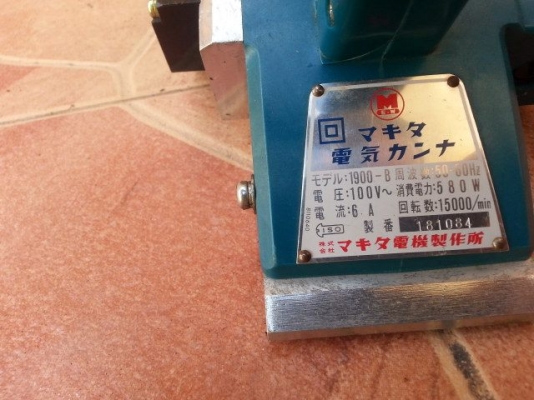 M
マキタ
電気カンナ
モデル:1900-B 周波数:50-60Hz
電圧:100V~ 消費電力:580W
電流:6A 回転数:15000/min
ISO 製番 181084
株式会社 マキタ電機製作所